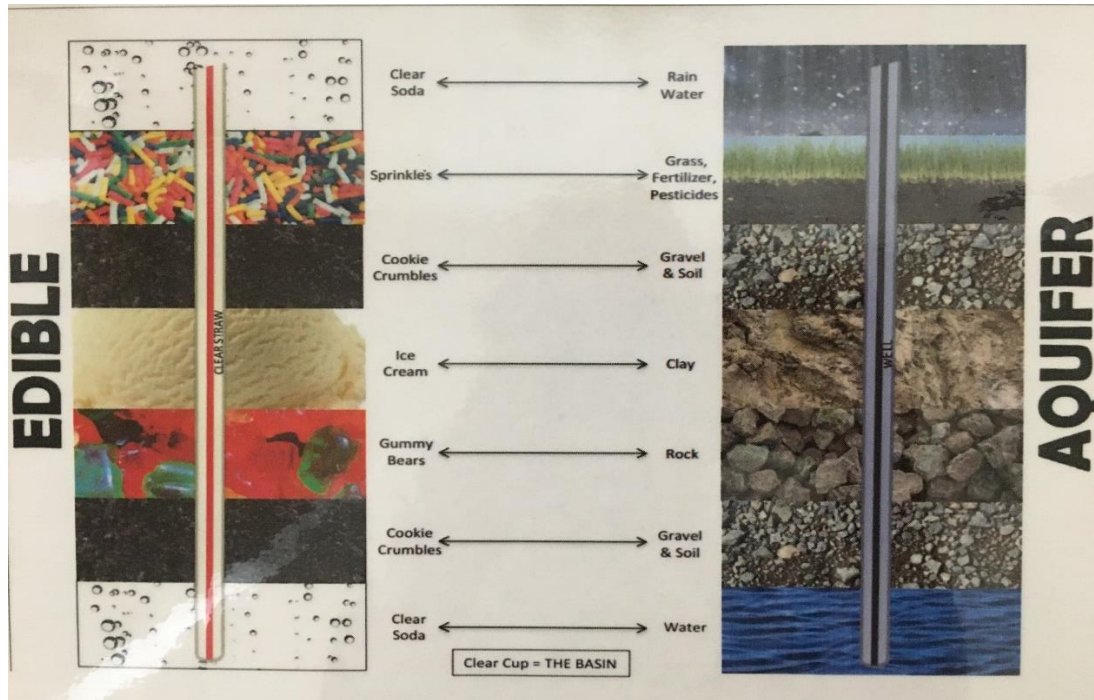 EDIBLE
AQUIFER
Clear
Soda
Rain
Water
Sprinkle's
Grass,
Fertilizer,
Pesticides
Cookie
Crumbles
Gravel
& Soil
CLEAR STRAW
WELL
Ice
Cream
Clay
Gummy
Bears
Rock
Cookie
Crumbles
Gravel
& Soil
Clear
Soda
Water
Clear Cup = THE BASIN